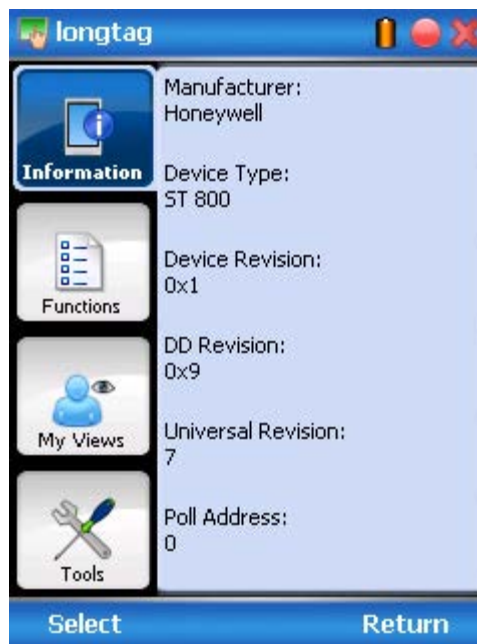 longtag
Information
Functions
My Views
Tools
Manufacturer:
Honeywell
Device Type:
ST 800
Device Revision:
0x1
DD Revision:
0x9
Universal Revision:
7
Poll Address:
0
Select
Return